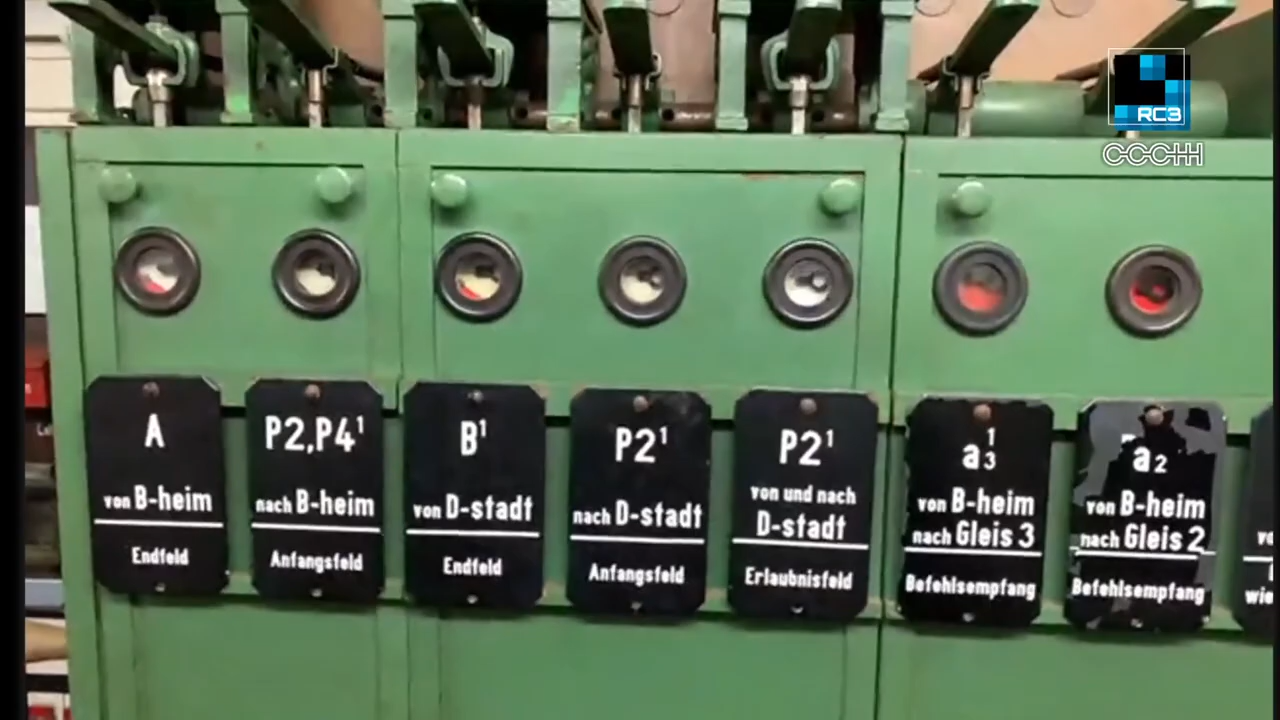 RC3
CCCHH
A
von B-heim
Endfeld
P2,P4¹
nach B-heim
Anfangsfeld
B¹
von D-stadt
Endfeld
P2¹
nach D-stadt
Anfangsfeld
P2¹
von und nach
D-stadt
Erlaubnisfeld
a¹₃
von B-heim
nach Gleis 3
Befehlsempfang
a₂
von B-heim
nach Gleis 2
Befehlsempfang